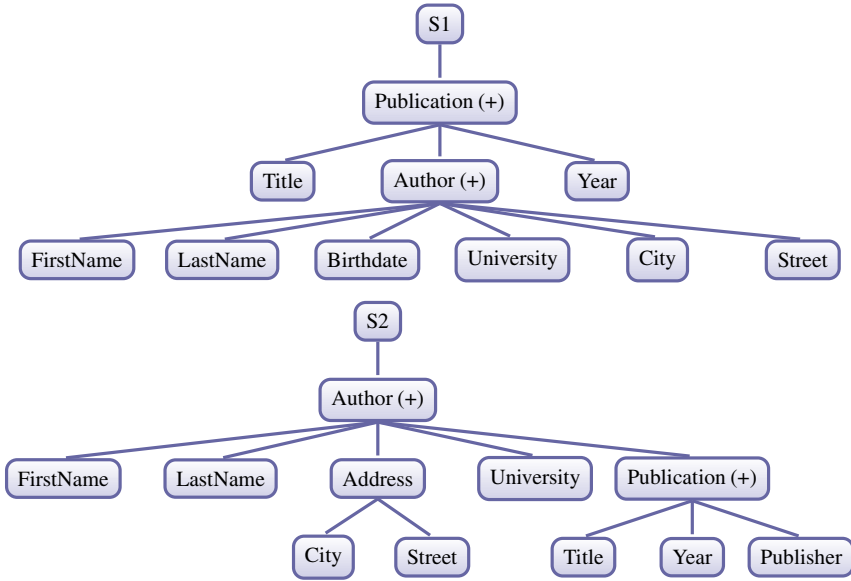 S1
Publication (+)
Title Author (+) Year
FirstName LastName Birthdate University City Street
S2
Author (+)
FirstName LastName Address University Publication (+)
City Street Title Year Publisher